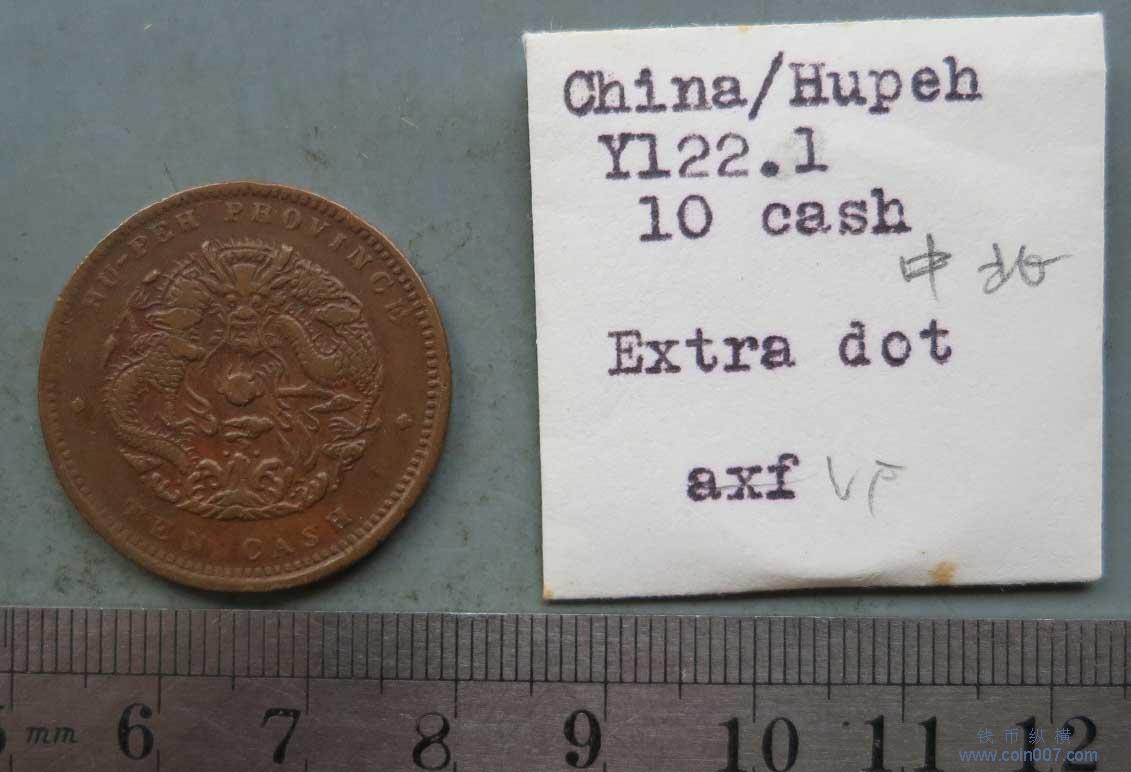 HU-PEH PROVINCE
TEN CASH
China/Hupeh
Y122.1
10 cash
中北
Extra dot
axf VF
mm 6 7 8 9 10 11 12
钱币纵横
www.coin007.com